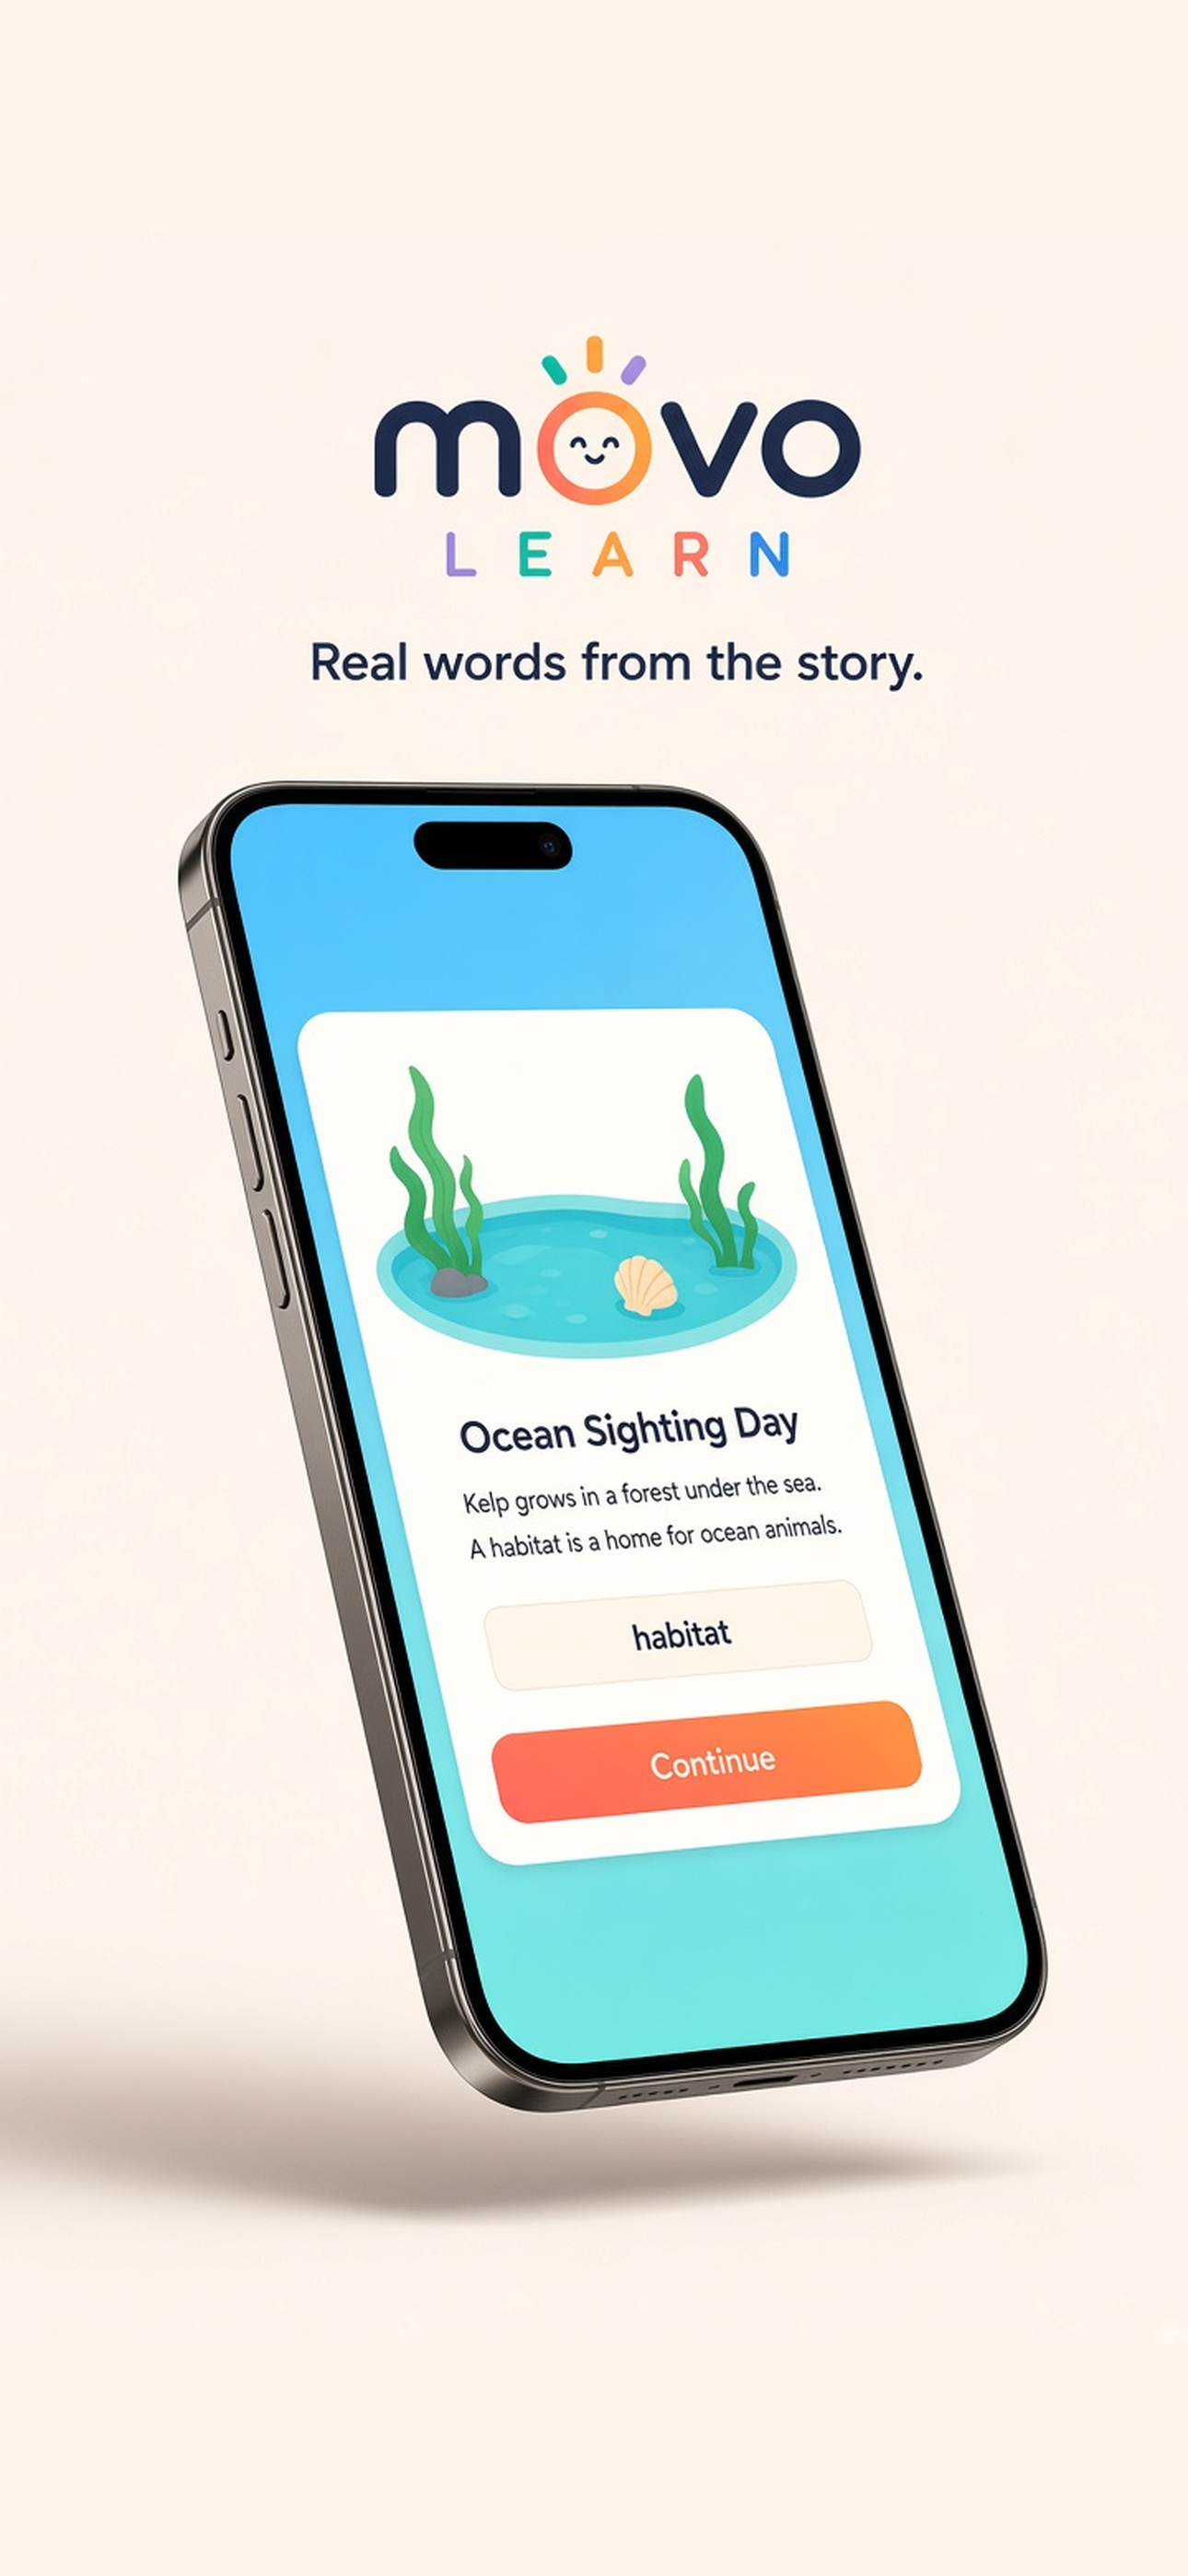 movo
LEARN
Real words from the story.
Ocean Sighting Day
Kelp grows in a forest under the sea.
A habitat is a home for ocean animals.
habitat
Continue